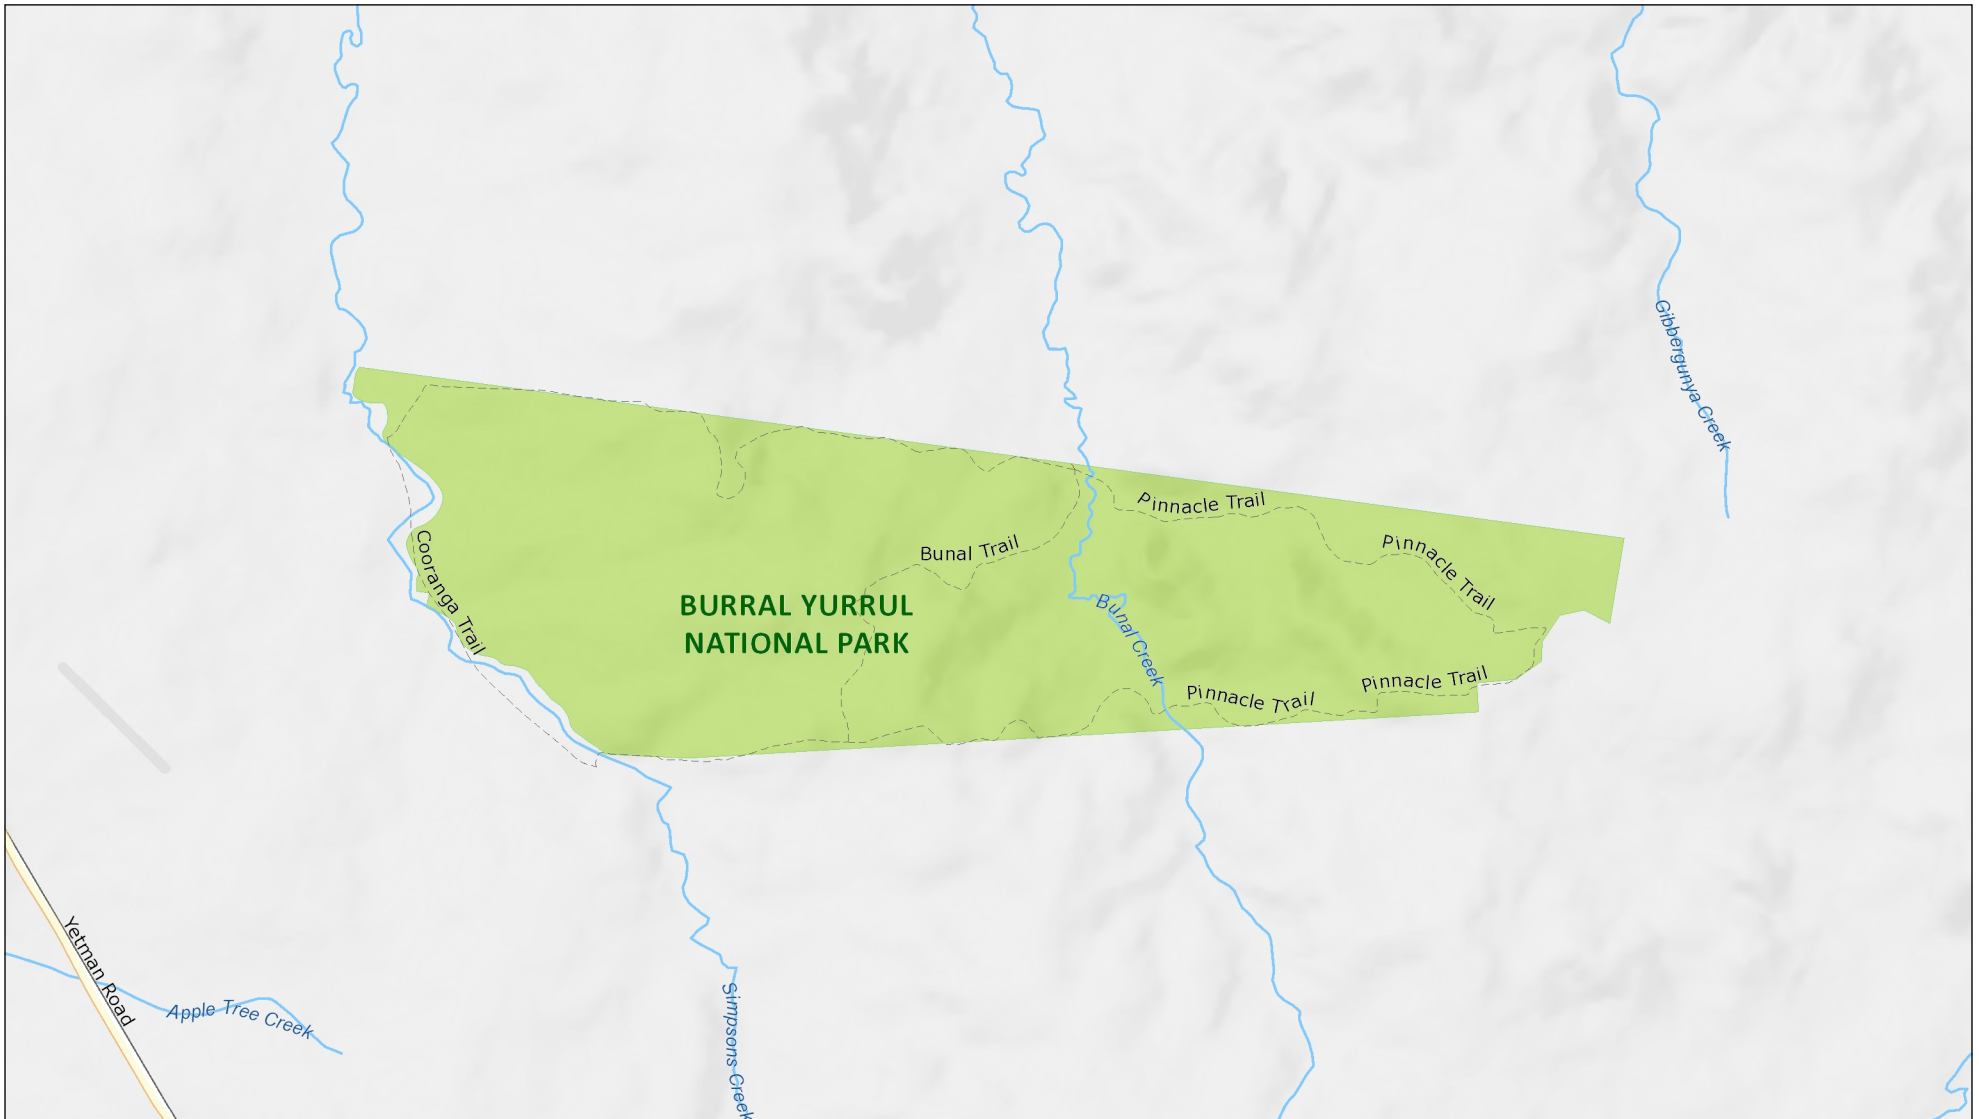 Gibbergunya Creek
Pinnacle Trail
Pinnacle Trail
Bunal Trail
Cooranga Trail
BURRAL YURRUL
NATIONAL PARK
Bunal Creek
Pinnacle Trail
Pinnacle Trail
Yetman Road
Apple Tree Creek
Simpsons Creek